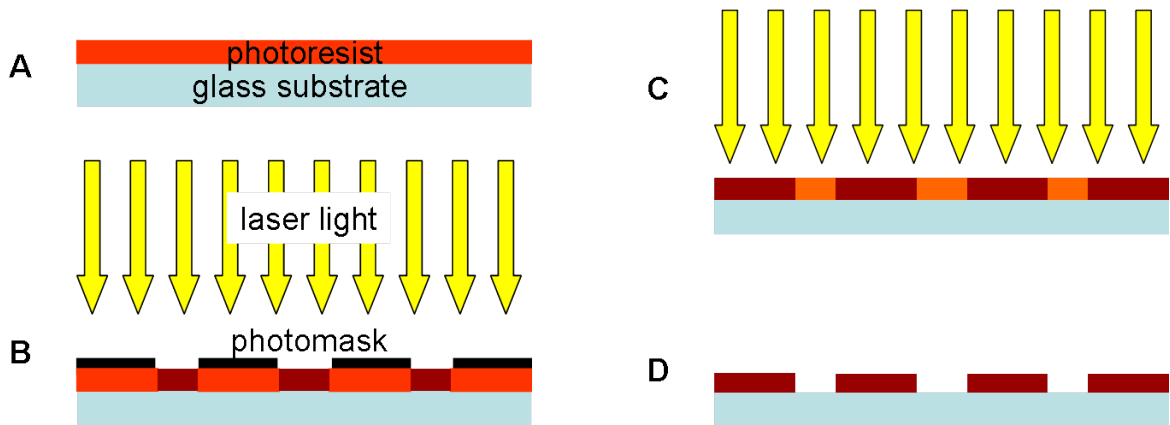 A
photoresist
glass substrate
laser light
B
photomask
C
D